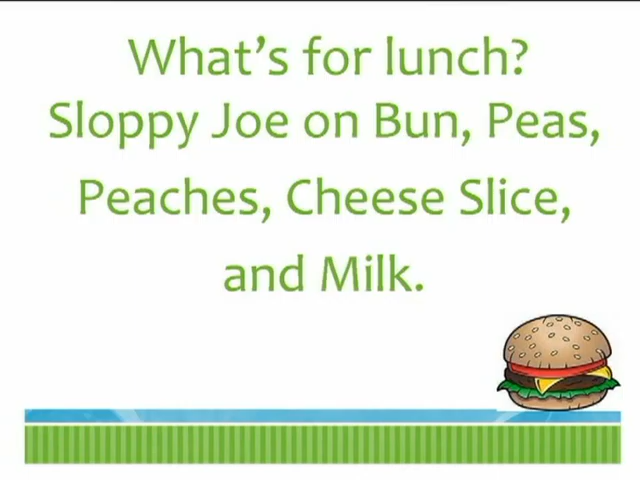 What's for lunch?
Sloppy Joe on Bun, Peas,
Peaches, Cheese Slice,
and Milk.